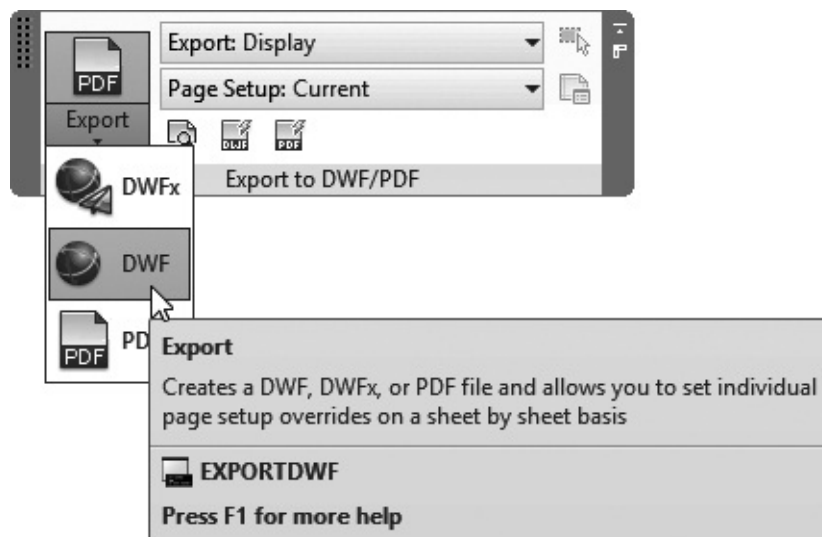 Export: Display
PDF
Page Setup: Current
Export
DWF PDF
Export to DWF/PDF
DWFx
DWF
PDF
Export
Creates a DWF, DWFx, or PDF file and allows you to set individual
page setup overrides on a sheet by sheet basis
EXPORTDWF
Press F1 for more help